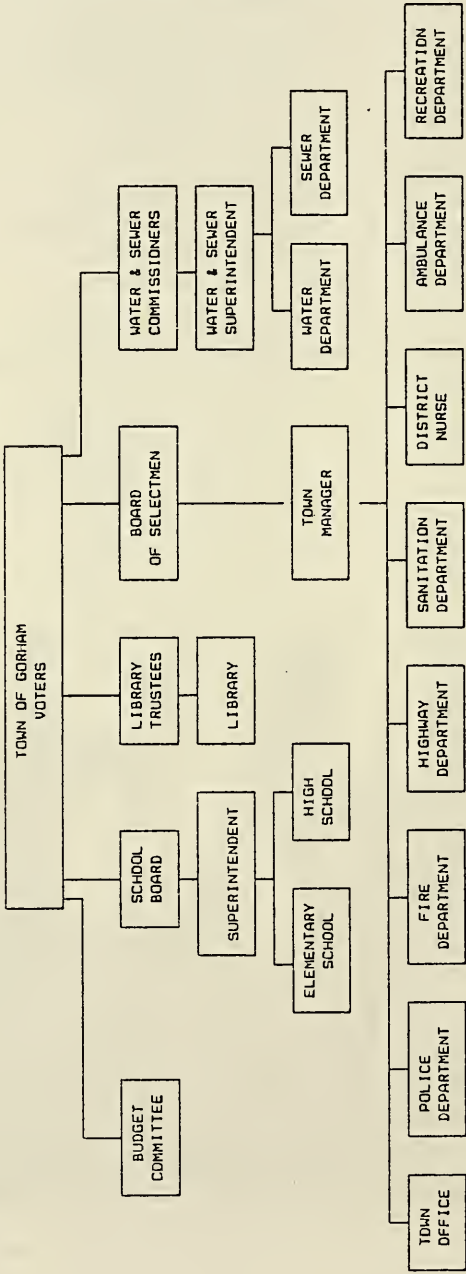 TOWN OF GORHAM
VOTERS
BUDGET
COMMITTEE
SCHOOL
BOARD
LIBRARY
TRUSTEES
BOARD
OF SELECTMEN
WATER & SEWER
COMMISSIONERS
SUPERINTENDENT
LIBRARY
WATER & SEWER
SUPERINTENDENT
ELEMENTARY
SCHOOL
HIGH
SCHOOL
TOWN
MANAGER
WATER
DEPARTMENT
SEWER
DEPARTMENT
TOWN
OFFICE
POLICE
DEPARTMENT
FIRE
DEPARTMENT
HIGHWAY
DEPARTMENT
SANITATION
DEPARTMENT
DISTRICT
NURSE
AMBULANCE
DEPARTMENT
RECREATION
DEPARTMENT